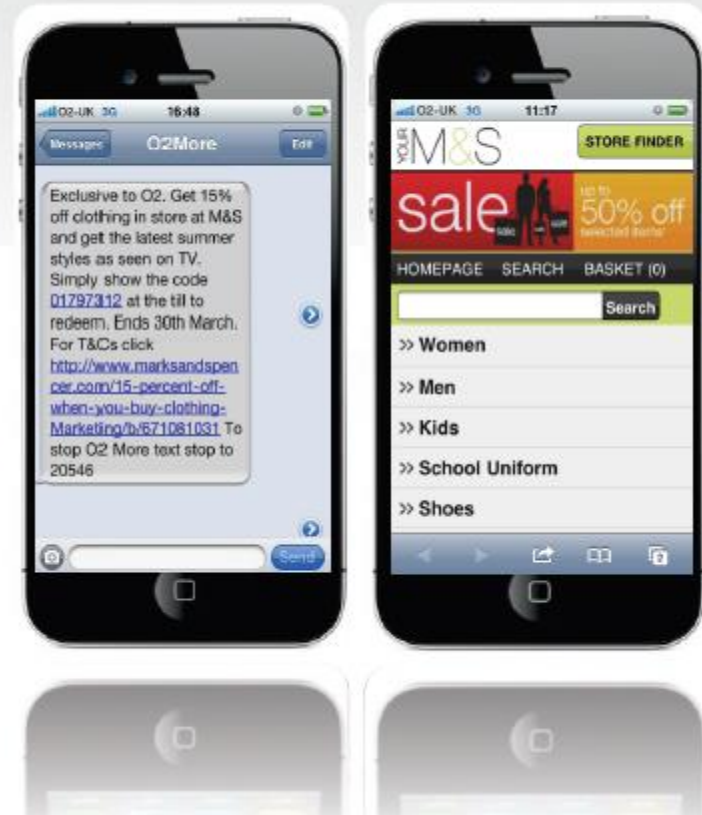 O2-UK 3G 16:48
Messages O2More Edit
Exclusive to O2. Get 15%
off clothing in store at M&S
and get the latest summer
styles as seen on TV.
Simply show the code
01797312 at the till to
redeem. Ends 30th March.
For T&Cs click
http://www.marksandspen
cer.com/15-percent-off-
when-you-buy-clothing-
Marketing/b/671081031 To
stop O2 More text stop to
20546
Send
O2-UK 3G 11:17
YOUR M&S STORE FINDER
sale
sale sale
up to
50% off
selected items
HOMEPAGE SEARCH BASKET (0)
Search
>> Women
>> Men
>> Kids
>> School Uniform
>> Shoes
2